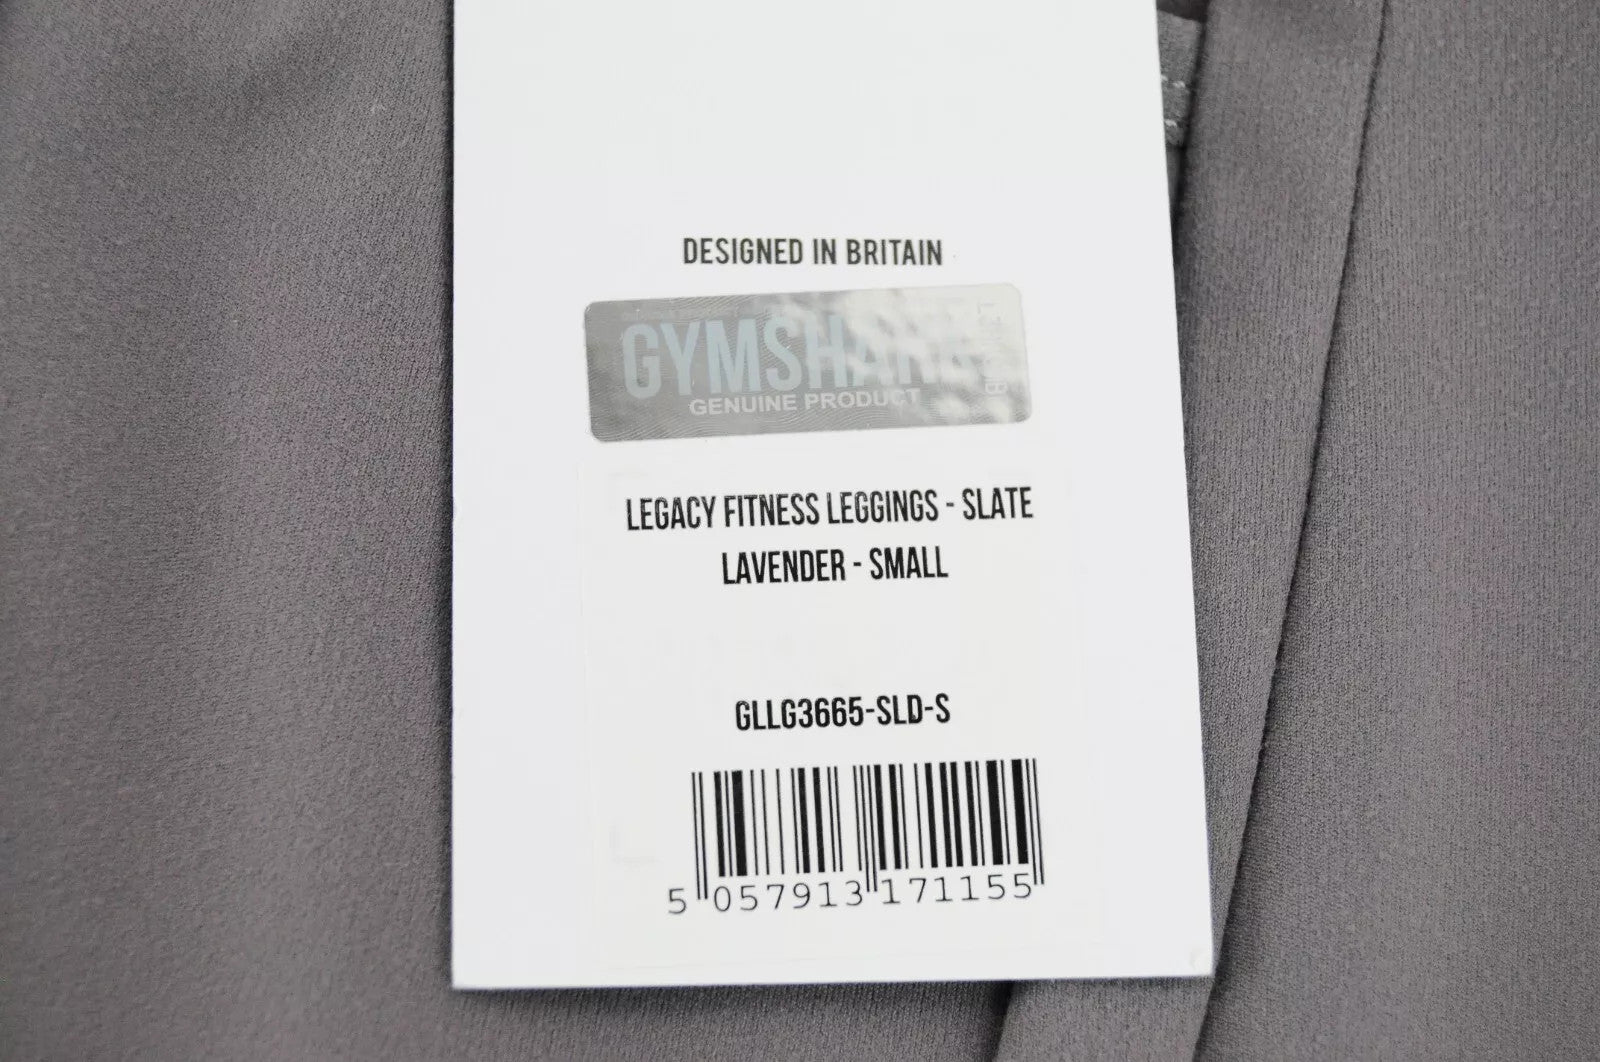 DESIGNED IN BRITAIN
GYMSHARK
GENUINE PRODUCT
LEGACY FITNESS LEGGINGS - SLATE
LAVENDER - SMALL
GLLG3665-SLD-S
5 057913 171155